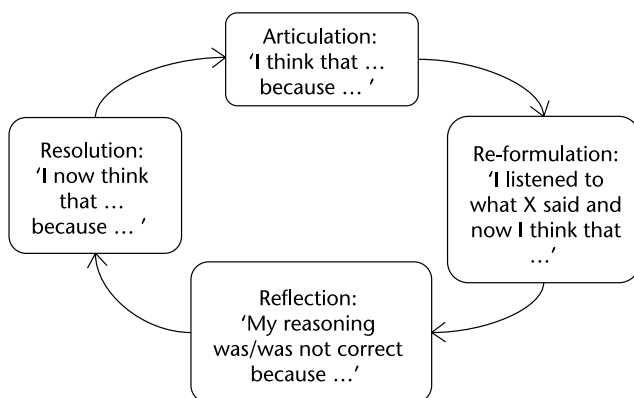 Articulation:
‘I think that …
because … ’
Re-formulation:
‘I listened to
what X said and
now I think that
…’
Reflection:
‘My reasoning
was/was not correct
because …’
Resolution:
‘I now think
that …
because … ’